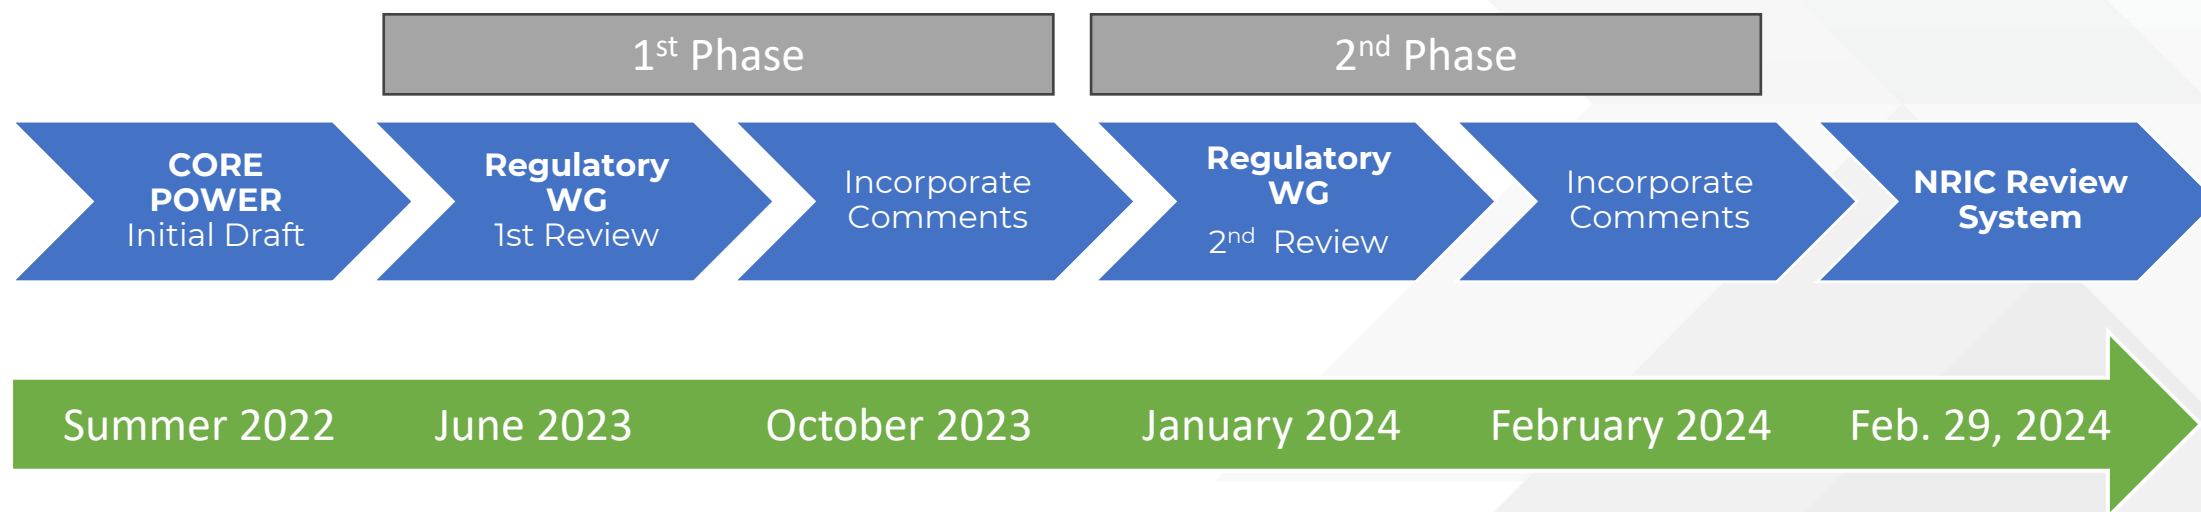 1st Phase
2nd Phase
CORE
POWER
Initial Draft
Regulatory
WG
1st Review
Incorporate
Comments
Regulatory
WG
2nd Review
Incorporate
Comments
NRIC Review
System
Summer 2022
June 2023
October 2023
January 2024
February 2024
Feb. 29, 2024